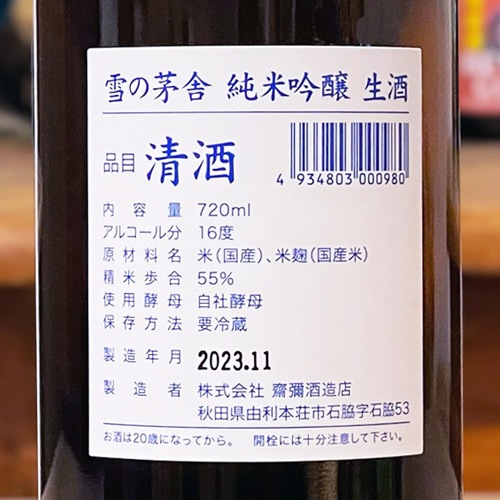 雪の茅舎 純米吟醸 生酒
品目 清酒
4 934803 000980
内容量 720ml
アルコール分 16度
原材料名 米(国産)、米麹(国産米)
精米歩合 55%
使用酵母 自社酵母
保存方法 要冷蔵
製造年月 2023.11
製造者 株式会社 齋彌酒造店
秋田県由利本荘市石脇字石脇53
お酒は20歳になってから。 開栓には十分注意して下さい。